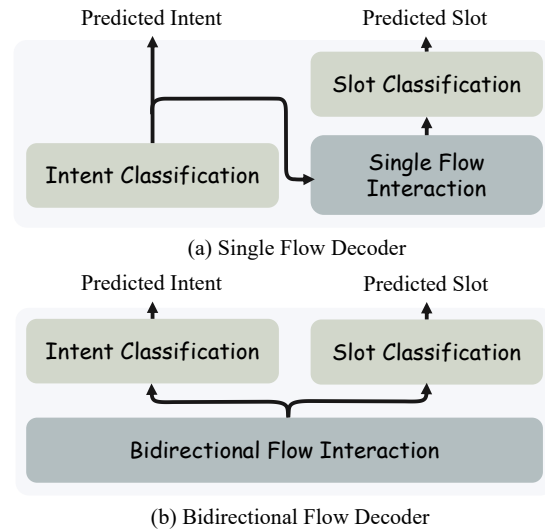 Predicted Intent
Predicted Slot
Slot Classification
Intent Classification
Single Flow
Interaction
(a) Single Flow Decoder
Predicted Intent
Predicted Slot
Intent Classification
Slot Classification
Bidirectional Flow Interaction
(b) Bidirectional Flow Decoder